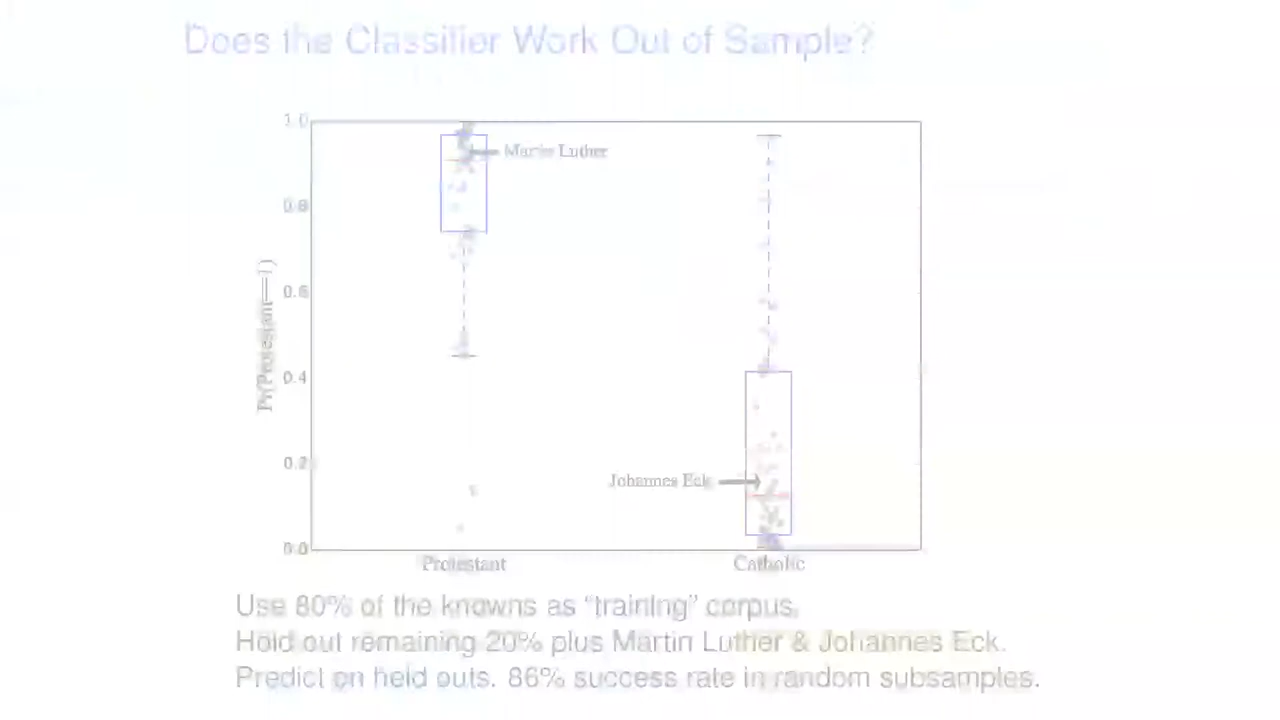 Does the Classifier Work Out of Sample?
1.0
Martin Luther
0.8
0.6
Pr(Protestant==1)
0.4
0.2
Johannes Eck
0.0
Protestant
Catholic
Use 80% of the knowns as “training” corpus.
Hold out remaining 20% plus Martin Luther & Johannes Eck.
Predict on held outs. 86% success rate in random subsamples.